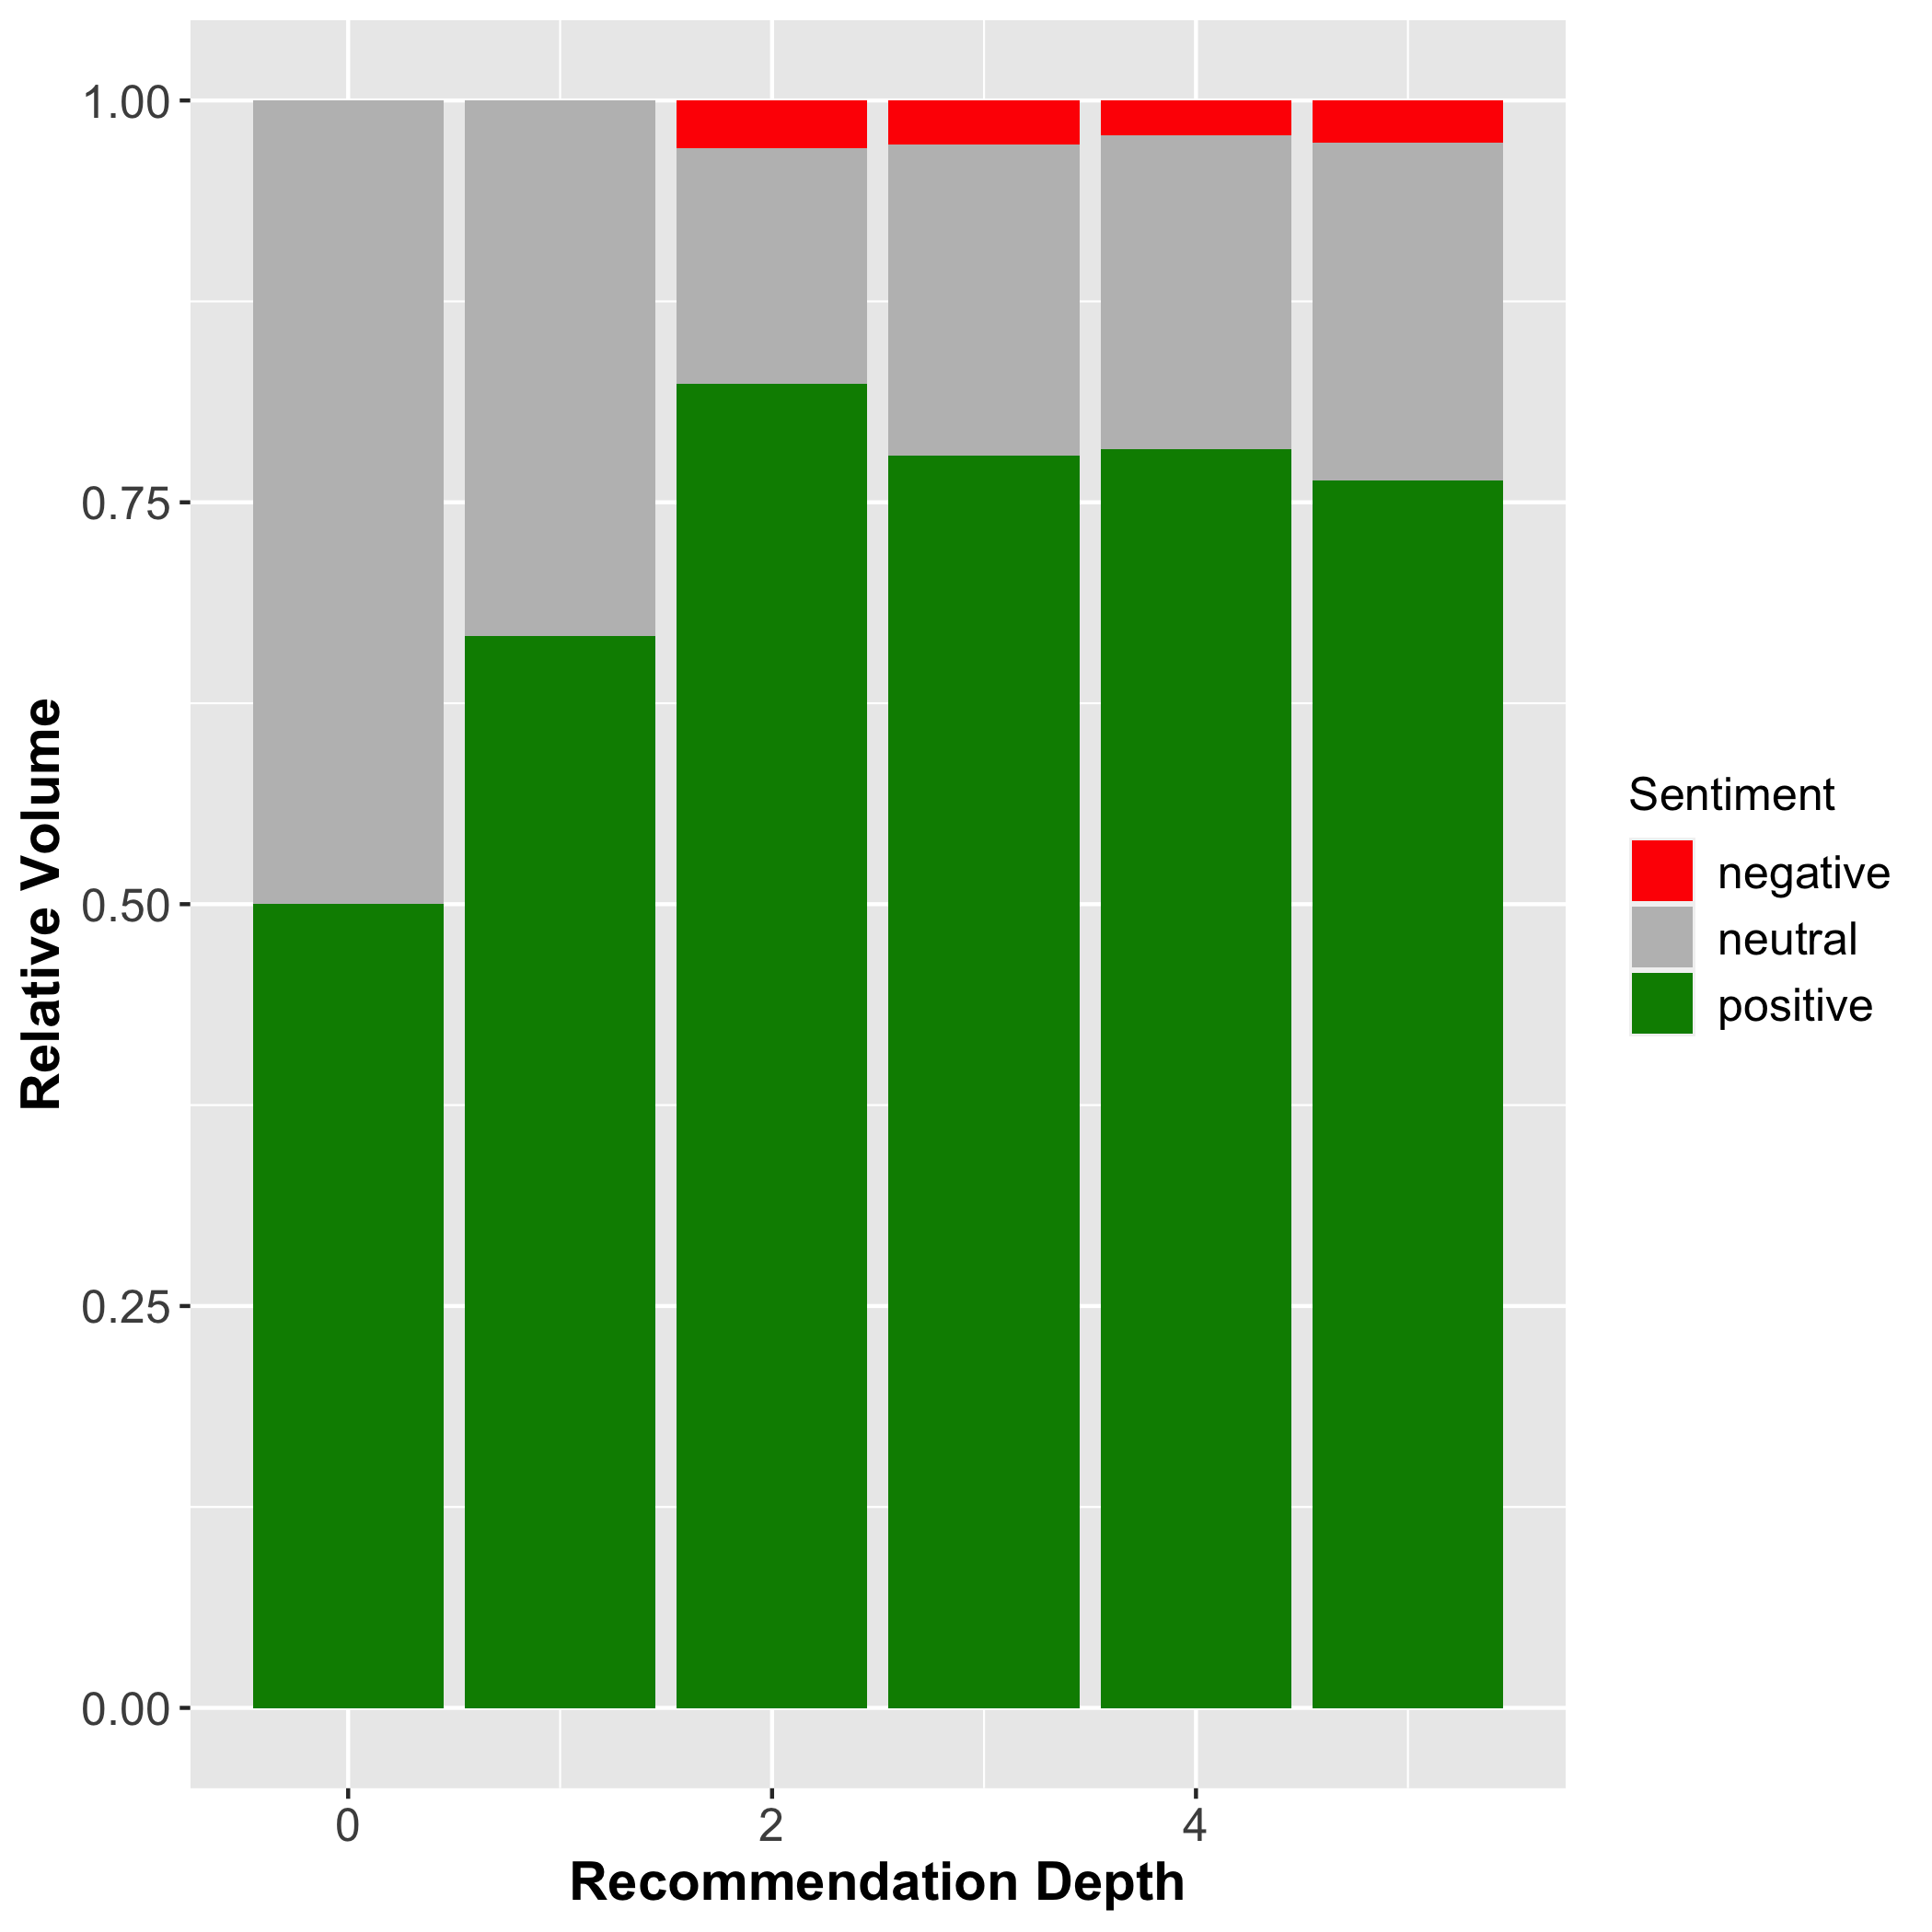 Relative Volume
1.00
0.75
0.50
0.25
0.00
0
2
4
Recommendation Depth
Sentiment
negative
neutral
positive